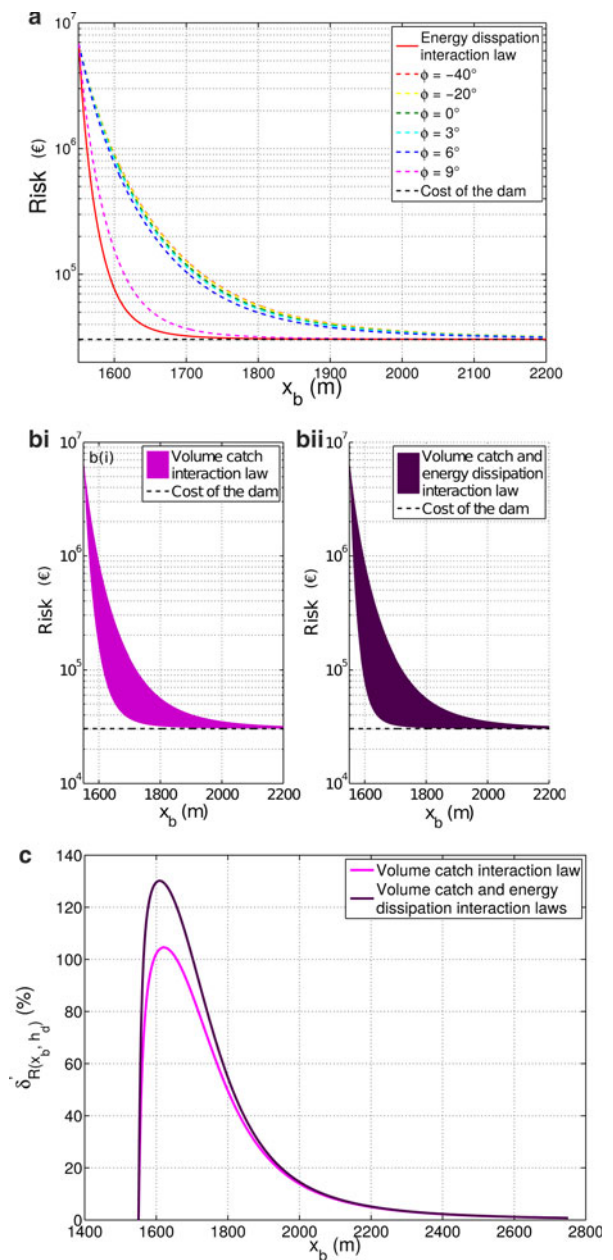 a
10^7
10^6
10^5
Risk (€)
Energy disspation
interaction law
ϕ = −40°
ϕ = −20°
ϕ = 0°
ϕ = 3°
ϕ = 6°
ϕ = 9°
Cost of the dam
1600 1700 1800 1900 2000 2100 2200
x_b (m)
bi
10^7
10^6
10^5
10^4
Risk (€)
b(i)
Volume catch
interaction law
Cost of the dam
1600 1800 2000 2200
x_b (m)
bii
10^7
10^6
10^5
10^4
Risk (€)
Volume catch and
energy dissipation
interaction law
Cost of the dam
1600 1800 2000 2200
x_b (m)
c
140
120
100
80
60
40
20
0
δ'_R(x_b, h_d) (%)
Volume catch interaction law
Volume catch and energy
dissipation interaction laws
1400 1600 1800 2000 2200 2400 2600 2800
x_b (m)